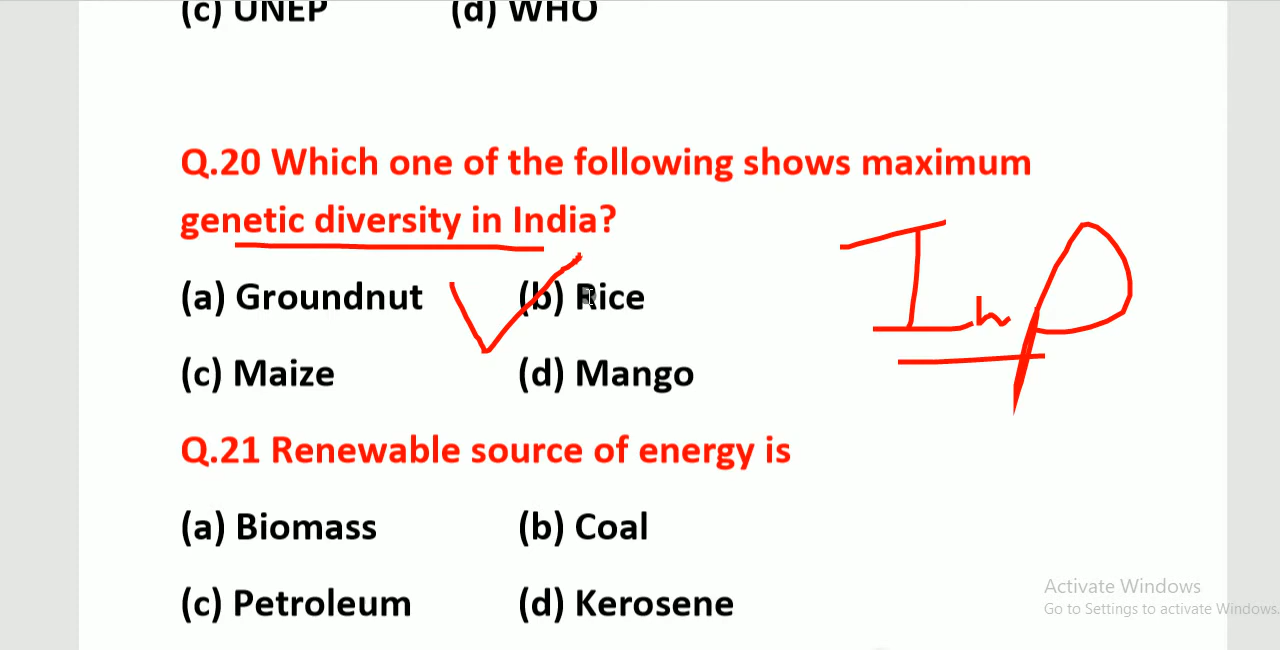 (c) UNEP (d) WHO
Q.20 Which one of the following shows maximum
genetic diversity in India?
(a) Groundnut (b) Rice
(c) Maize (d) Mango
Imp
Q.21 Renewable source of energy is
(a) Biomass (b) Coal
(c) Petroleum (d) Kerosene
Activate Windows
Go to Settings to activate Windows.